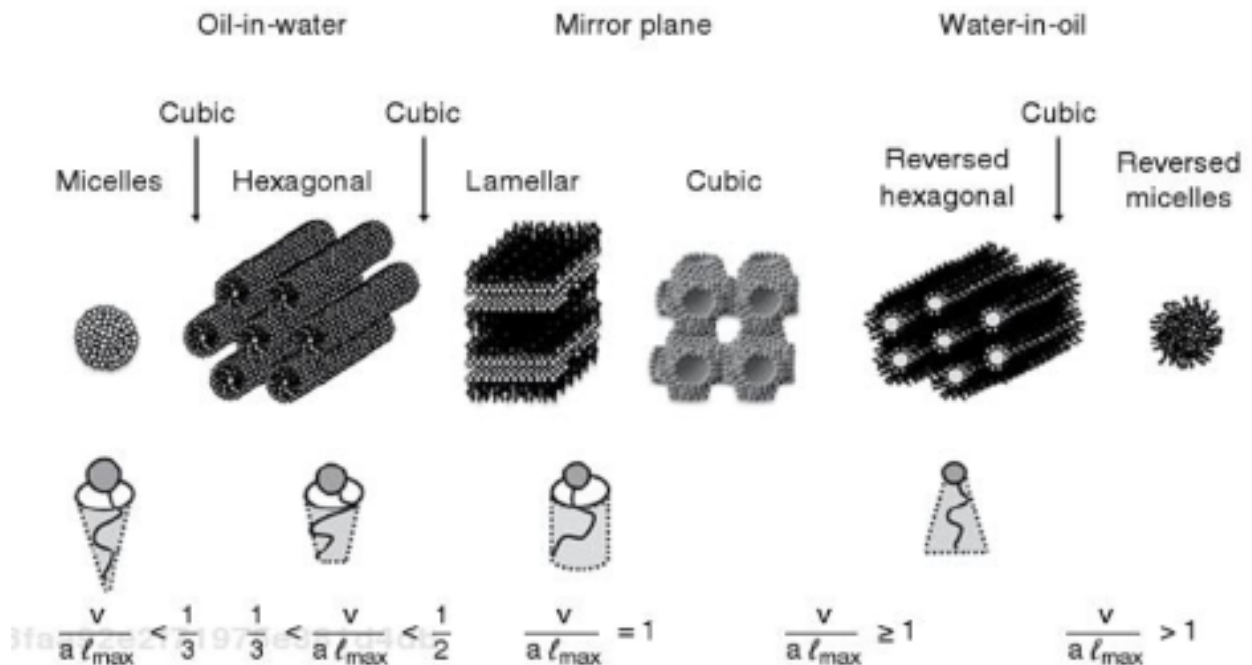 Oil-in-water Mirror plane Water-in-oil
Cubic Cubic Cubic
Micelles Hexagonal Lamellar Cubic Reversed hexagonal Reversed micelles
v/(a ℓmax) < 1/3
1/3 < v/(a ℓmax) < 1/2
v/(a ℓmax) = 1
v/(a ℓmax) ≥ 1
v/(a ℓmax) > 1